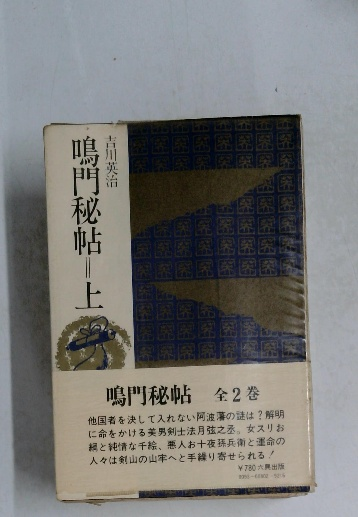 吉川英治
鳴門秘帖=上
鳴門秘帖 全2巻
他国者を決して入れない阿波藩の謎は?解明
に命をかける美男剣士法月弦之丞。女スリお
綱と純情な千絵、悪人お十夜孫兵衛と運命の
人々は剣山の山牢へと手繰り寄せられる!
¥780 六興出版